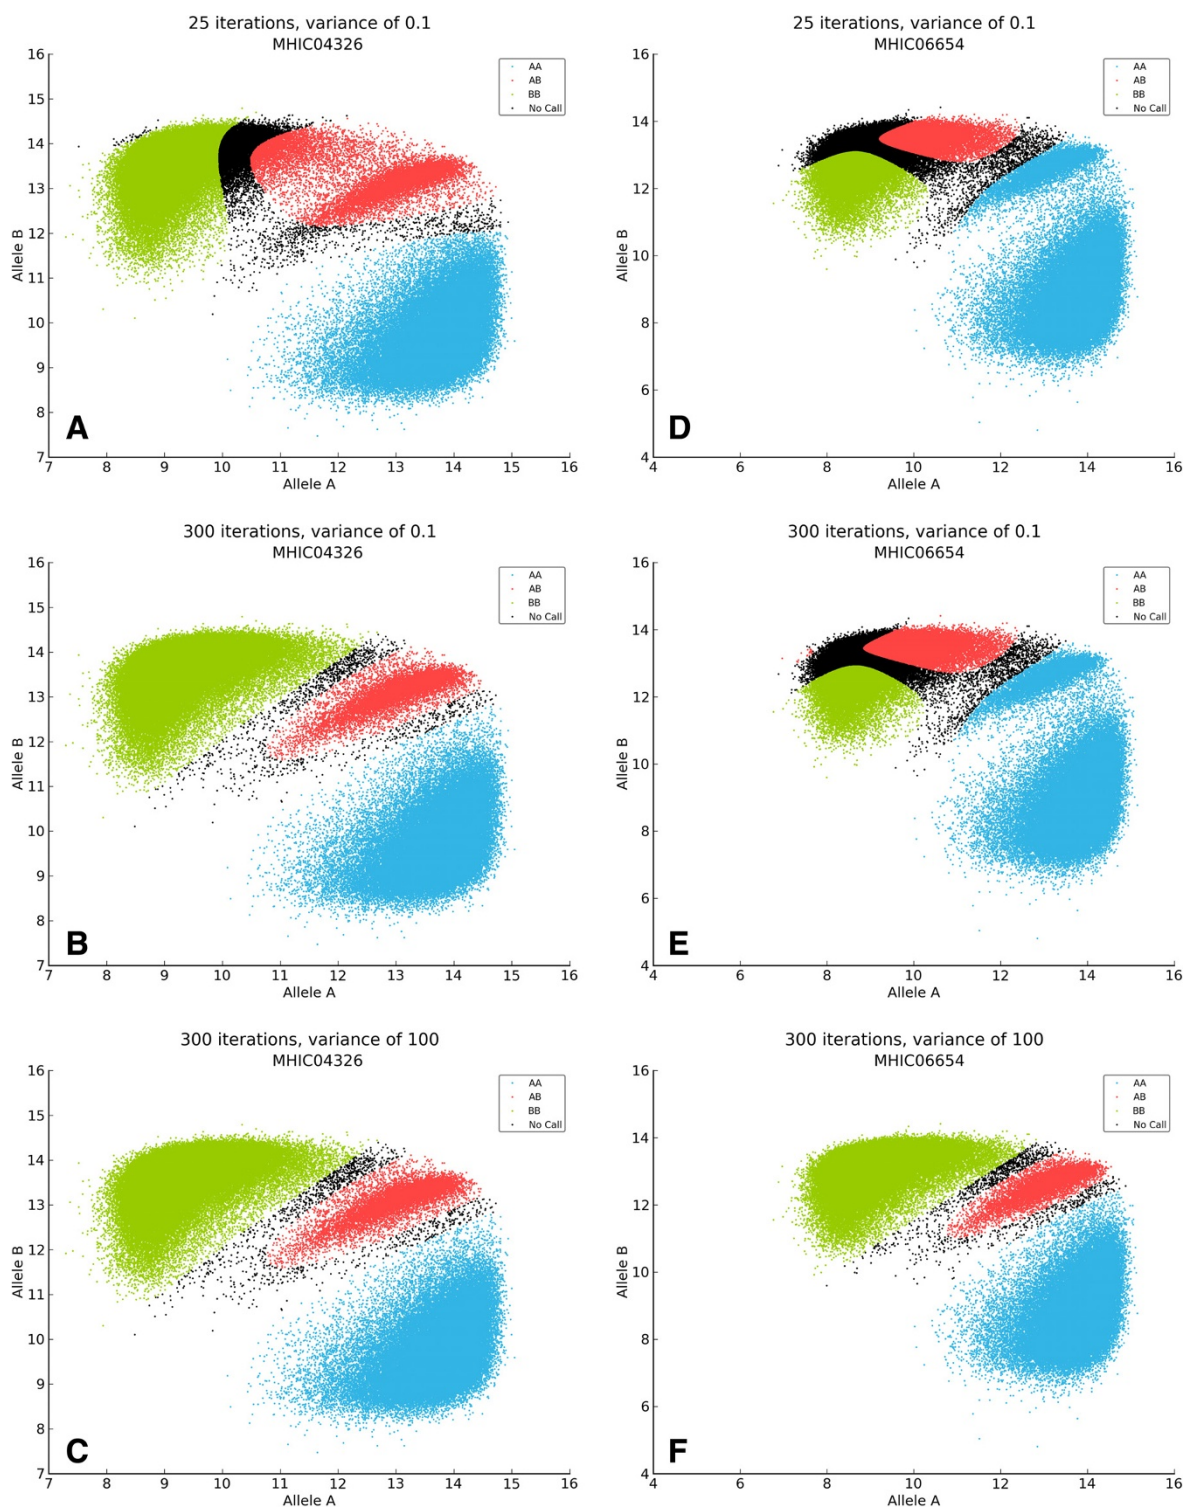 25 iterations, variance of 0.1
MHIC04326
16
15
14
13
12
11
10
9
8
7
Allele B
AA
AB
BB
No Call
A
7 8 9 10 11 12 13 14 15 16
Allele A
25 iterations, variance of 0.1
MHIC06654
16
14
12
10
8
6
4
Allele B
AA
AB
BB
No Call
D
4 6 8 10 12 14 16
Allele A
300 iterations, variance of 0.1
MHIC04326
16
15
14
13
12
11
10
9
8
7
Allele B
AA
AB
BB
No Call
B
7 8 9 10 11 12 13 14 15 16
Allele A
300 iterations, variance of 0.1
MHIC06654
16
14
12
10
8
6
4
Allele B
AA
AB
BB
No Call
E
4 6 8 10 12 14 16
Allele A
300 iterations, variance of 100
MHIC04326
16
15
14
13
12
11
10
9
8
7
Allele B
AA
AB
BB
No Call
C
7 8 9 10 11 12 13 14 15 16
Allele A
300 iterations, variance of 100
MHIC06654
16
14
12
10
8
6
4
Allele B
AA
AB
BB
No Call
F
4 6 8 10 12 14 16
Allele A